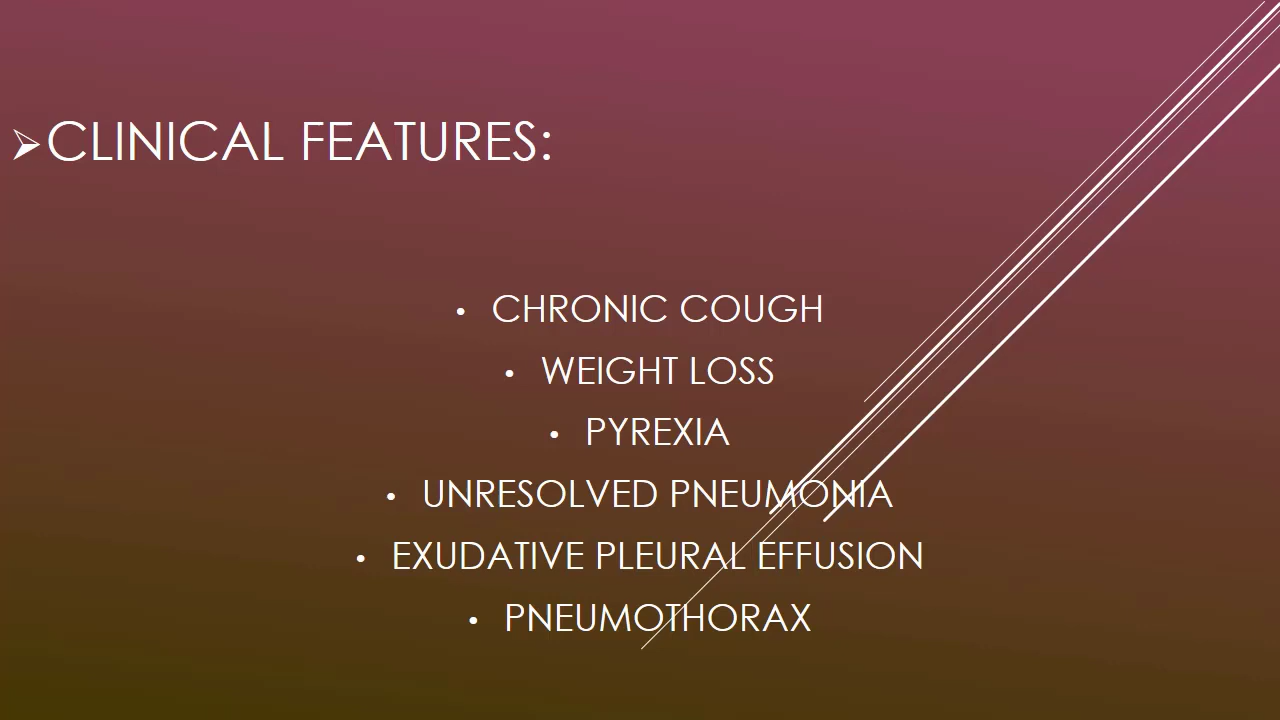 ➢CLINICAL FEATURES:
• CHRONIC COUGH
• WEIGHT LOSS
• PYREXIA
• UNRESOLVED PNEUMONIA
• EXUDATIVE PLEURAL EFFUSION
• PNEUMOTHORAX